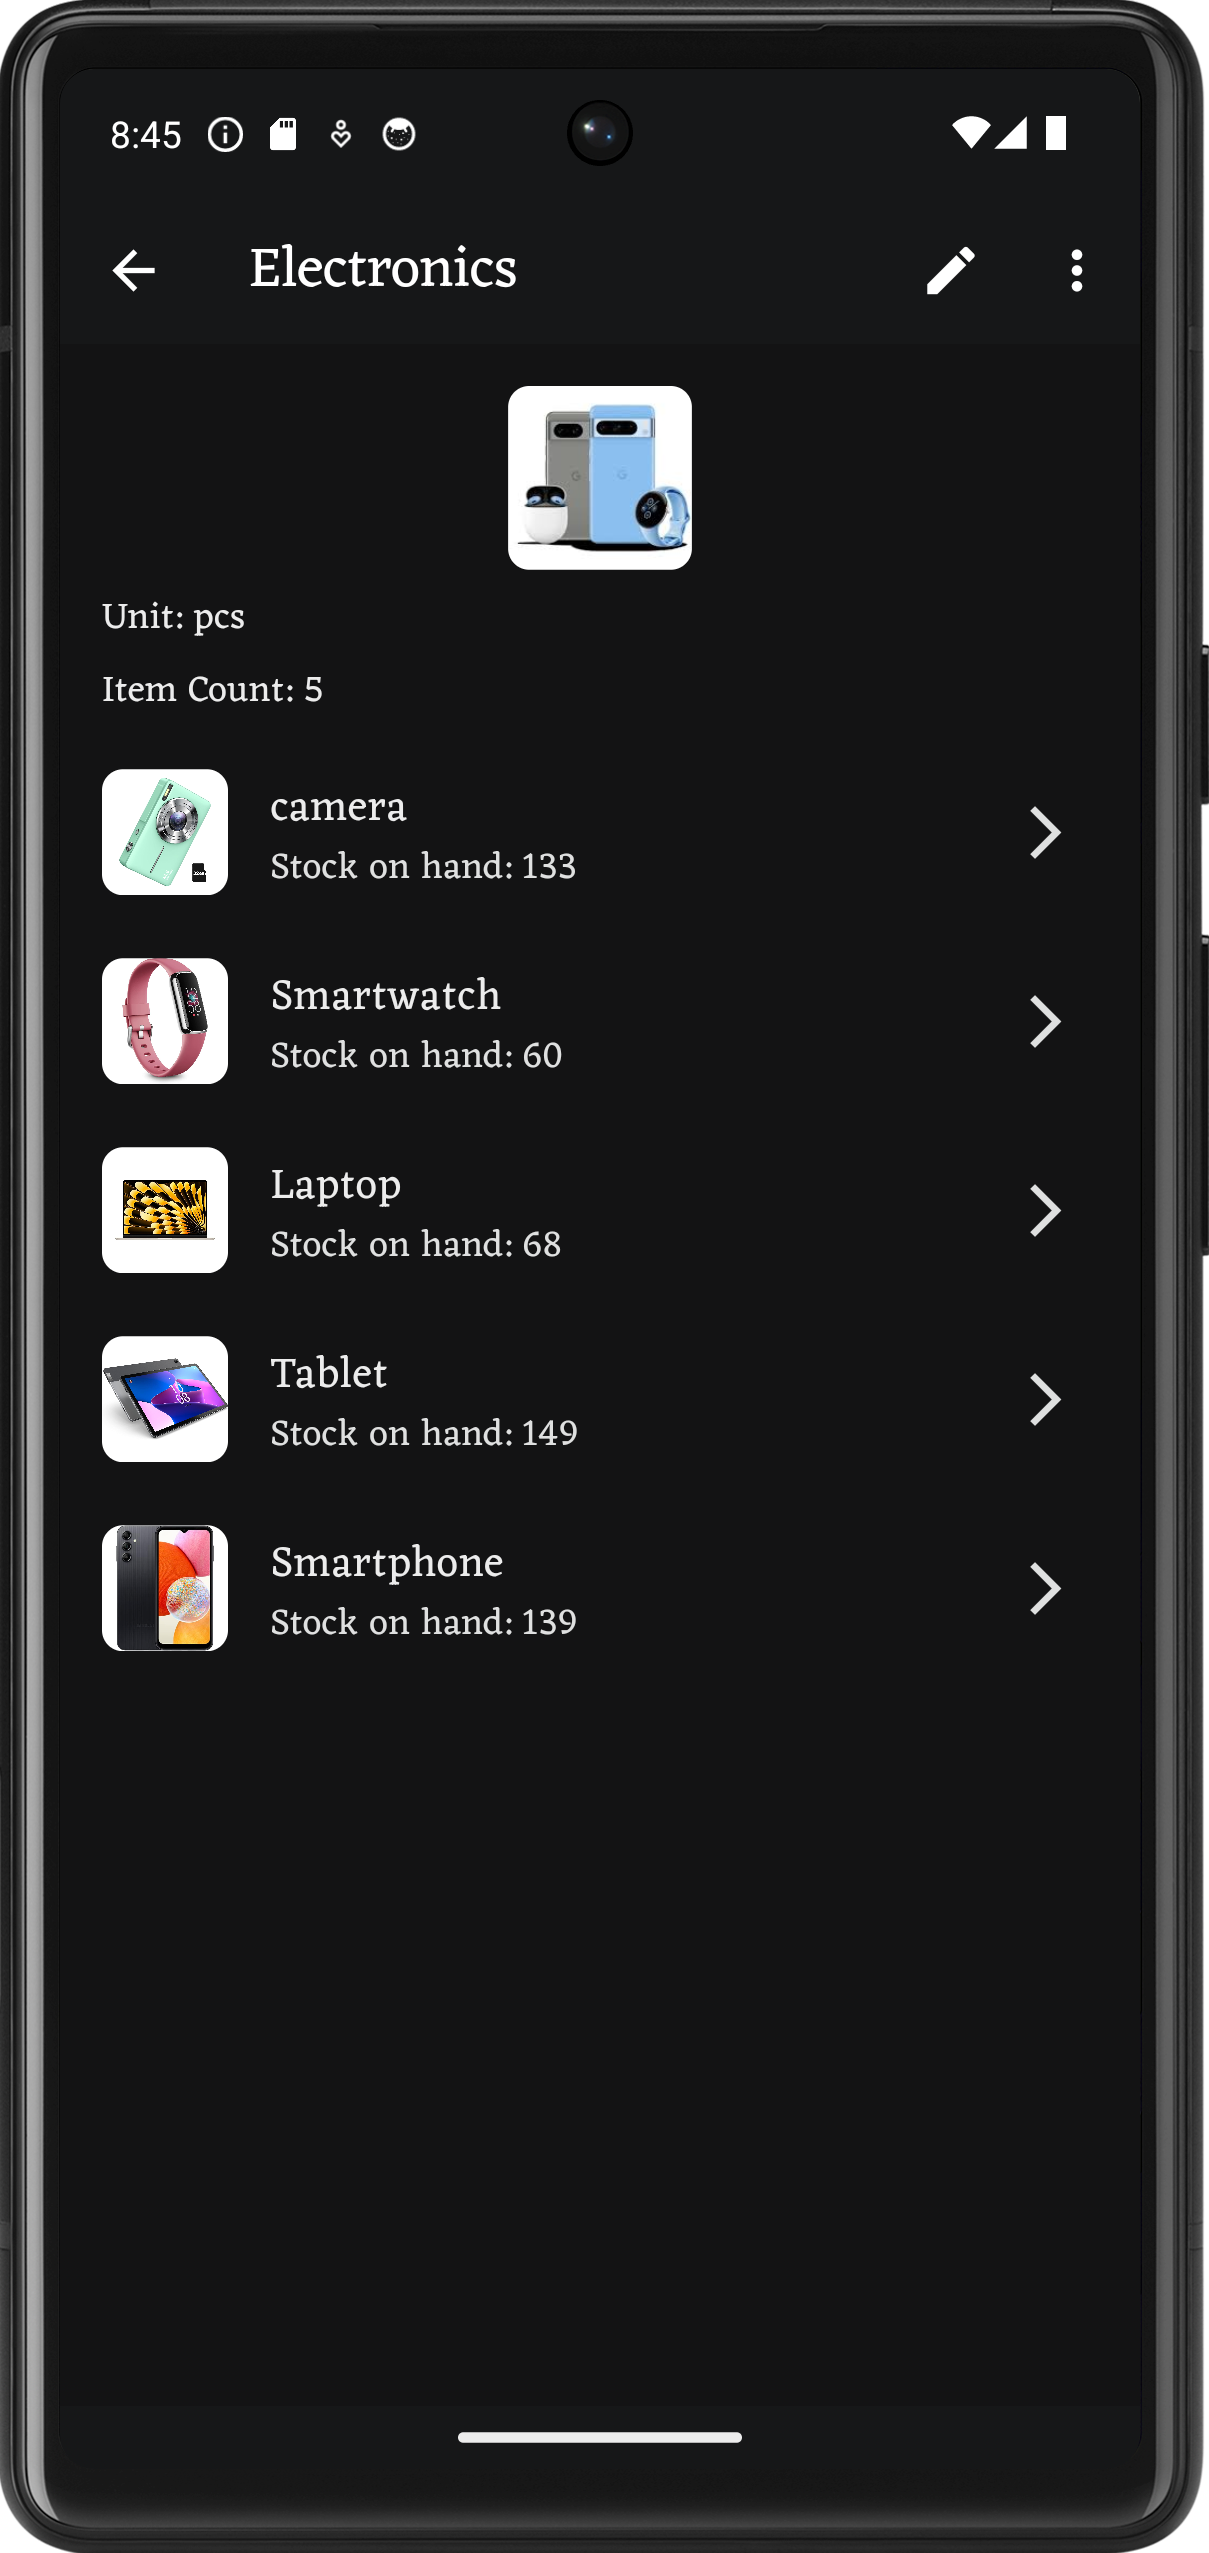 8:45
Electronics
Unit: pcs
Item Count: 5
camera
Stock on hand: 133
Smartwatch
Stock on hand: 60
Laptop
Stock on hand: 68
Tablet
Stock on hand: 149
Smartphone
Stock on hand: 139